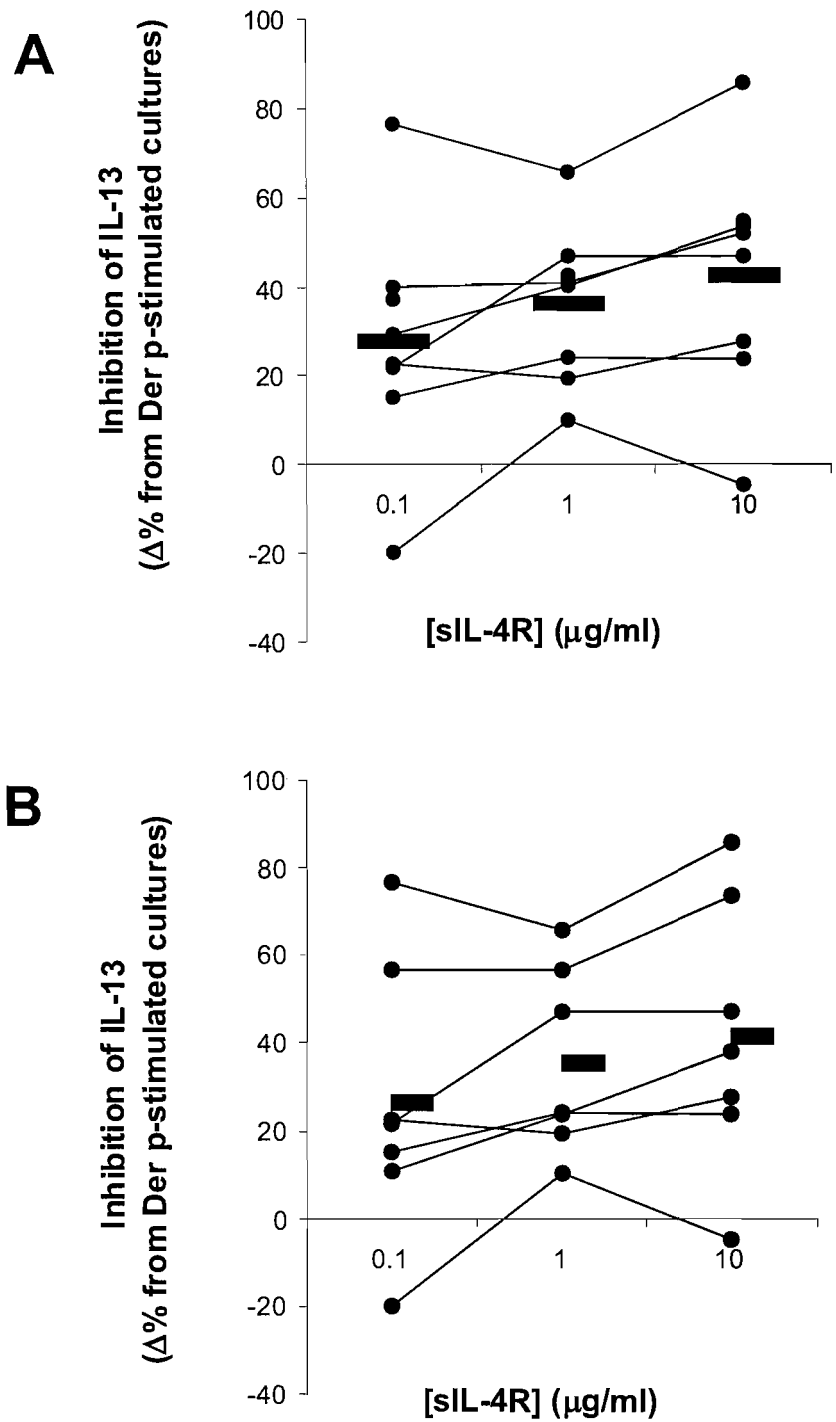 A
Inhibition of IL-13
(Δ% from Der p-stimulated cultures)
100
80
60
40
20
0
-20
-40
0.1 1 10
[sIL-4R] (μg/ml)
B
Inhibition of IL-13
(Δ% from Der p-stimulated cultures)
100
80
60
40
20
0
-20
-40
0.1 1 10
[sIL-4R] (μg/ml)